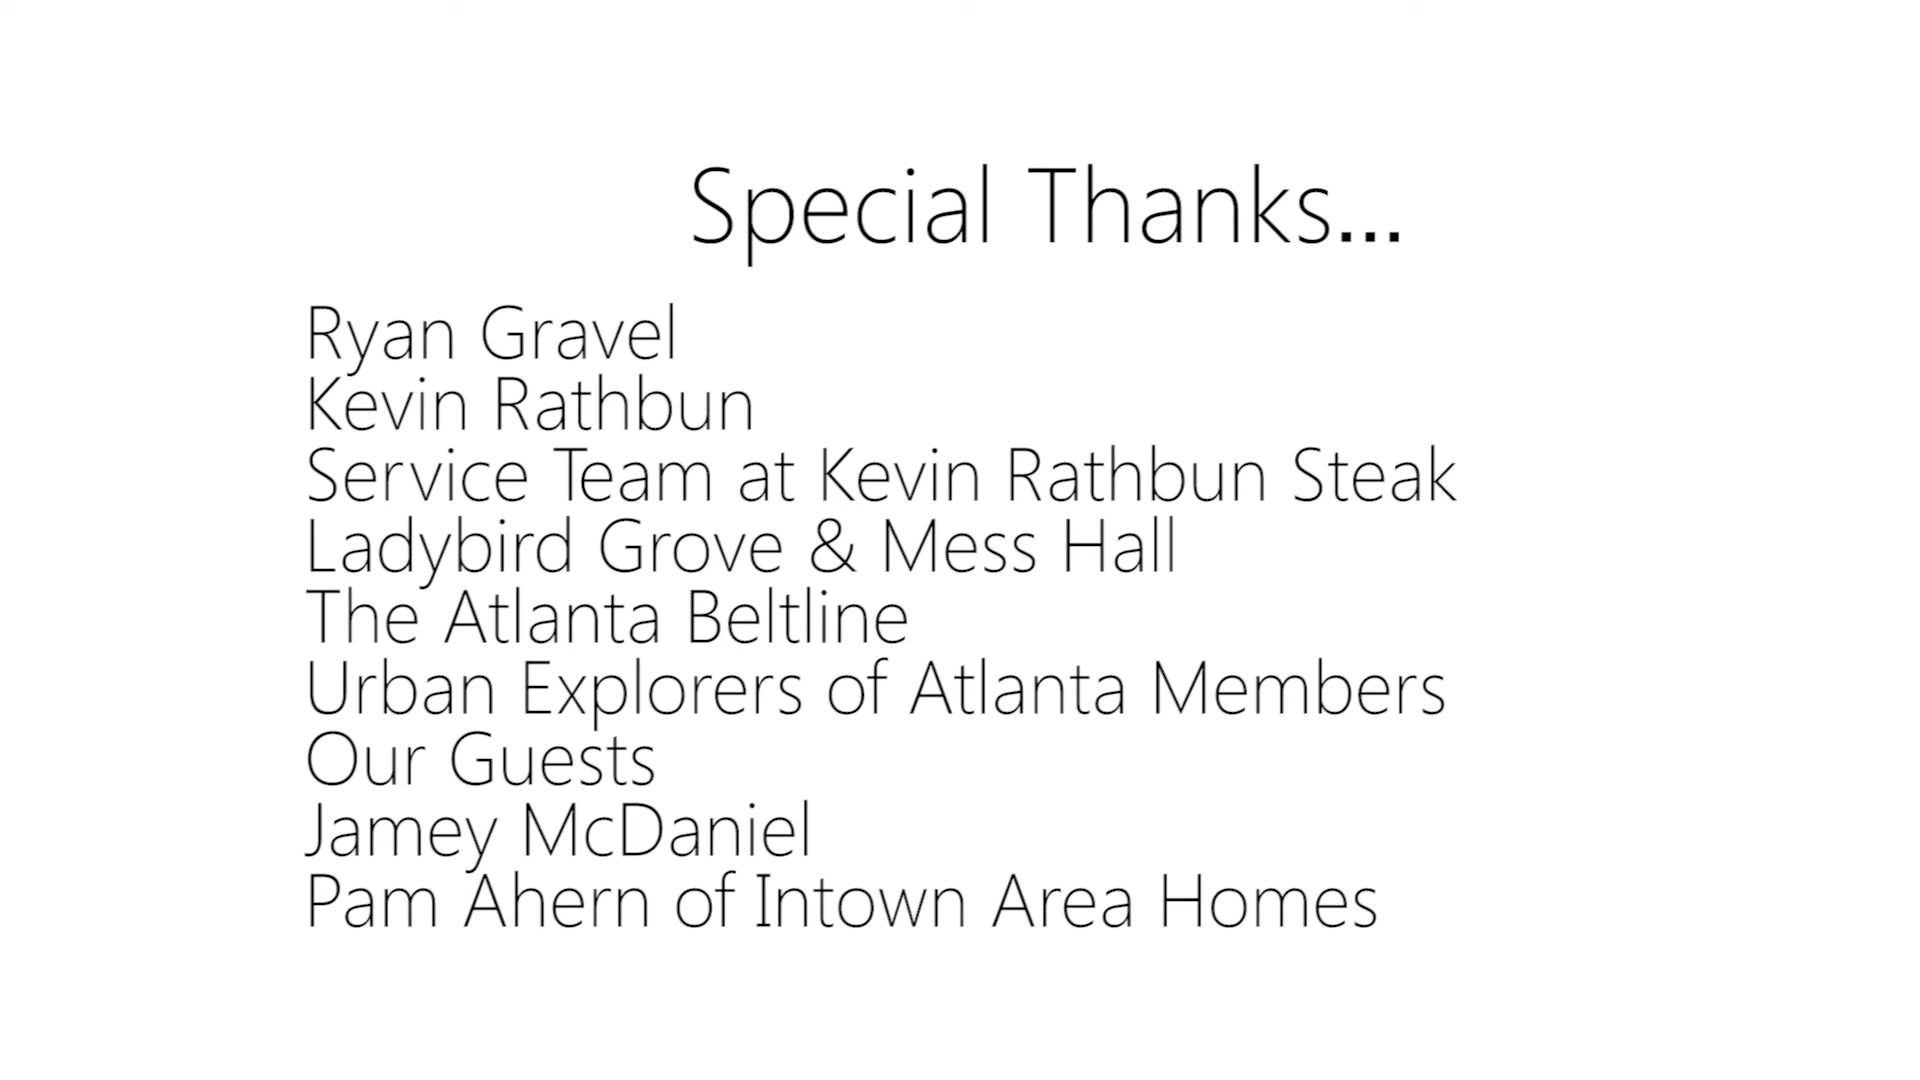 Special Thanks...
Ryan Gravel
Kevin Rathbun
Service Team at Kevin Rathbun Steak
Ladybird Grove & Mess Hall
The Atlanta Beltline
Urban Explorers of Atlanta Members
Our Guests
Jamey McDaniel
Pam Ahern of Intown Area Homes